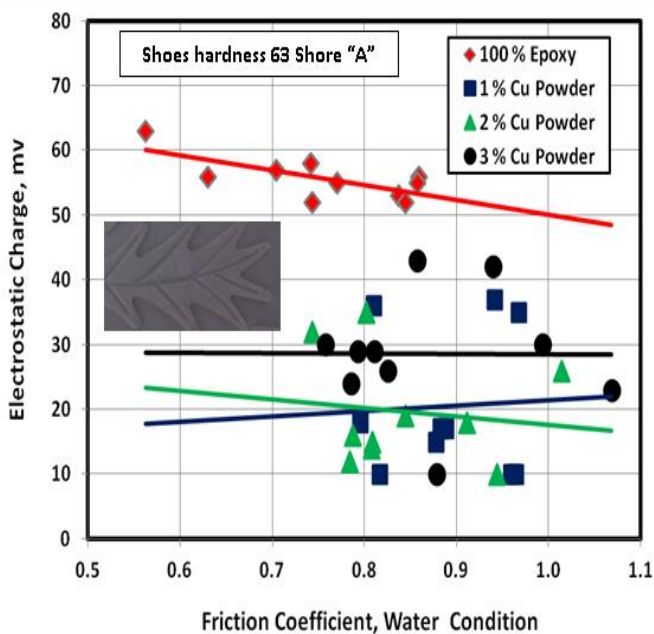 80
70
60
50
40
30
20
10
0
Electrostatic Charge, mv
Shoes hardness 63 Shore “A”
100 % Epoxy
1 % Cu Powder
2 % Cu Powder
3 % Cu Powder
0.5 0.6 0.7 0.8 0.9 1.0 1.1
Friction Coefficient, Water Condition